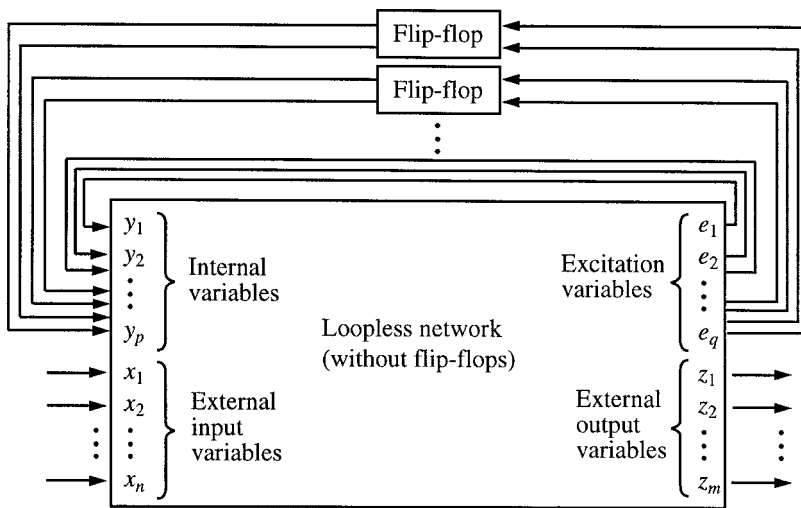 Flip-flop
Flip-flop
⋮
y₁
y₂
⋮
yₚ
Internal
variables
x₁
x₂
⋮ ⋮
xₙ
External
input
variables
Loopless network
(without flip-flops)
Excitation
variables
e₁
e₂
⋮
e_q
External
output
variables
z₁
z₂
⋮ ⋮
zₘ